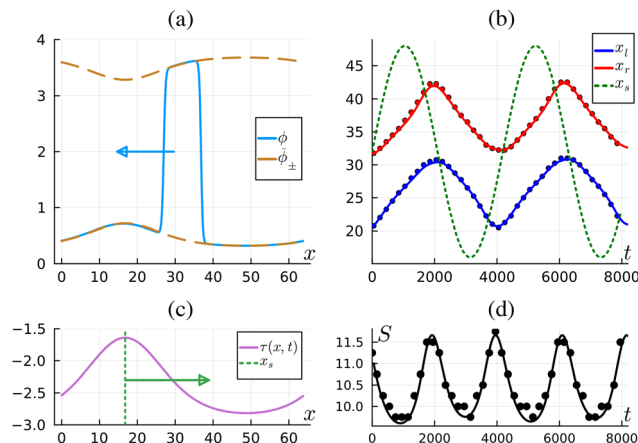 (a)
4
3
2
1
0
0 10 20 30 40 50 60
x
ϕ
ϕ̄±
(b)
45
40
35
30
25
20
0 2000 4000 6000 8000
t
x_l
x_r
x_s
(c)
−1.5
−2.0
−2.5
−3.0
0 10 20 30 40 50 60
x
τ(x, t)
x_s
(d)
S
11.5
11.0
10.5
10.0
0 2000 4000 6000 8000
t